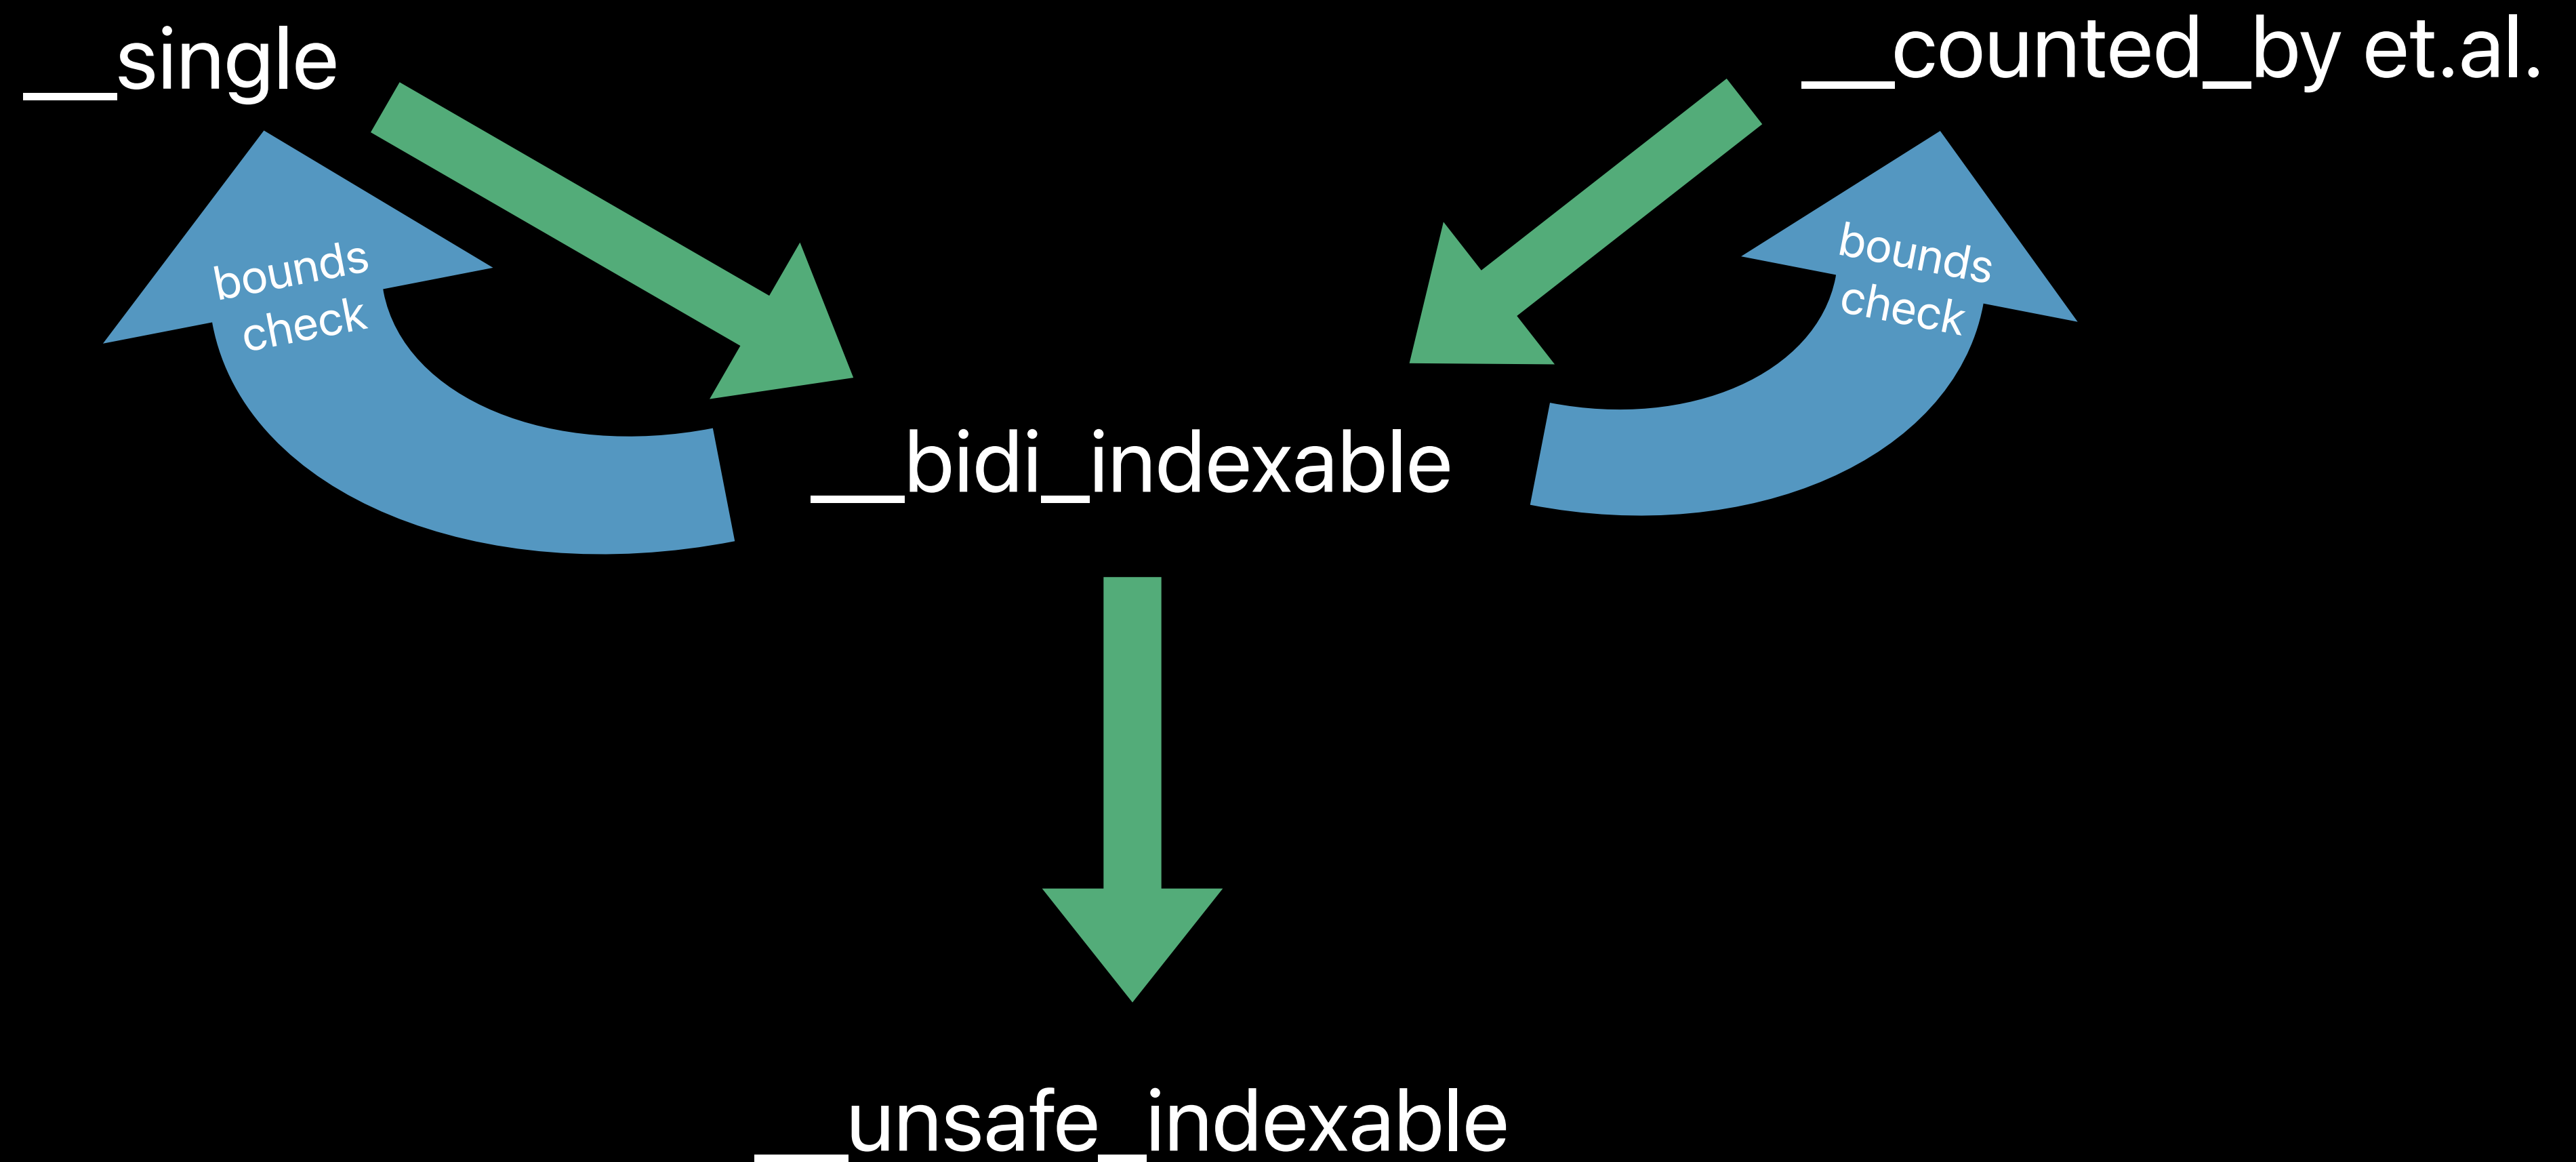 __single
__counted_by et.al.
bounds
check
bounds
check
__bidi_indexable
__unsafe_indexable